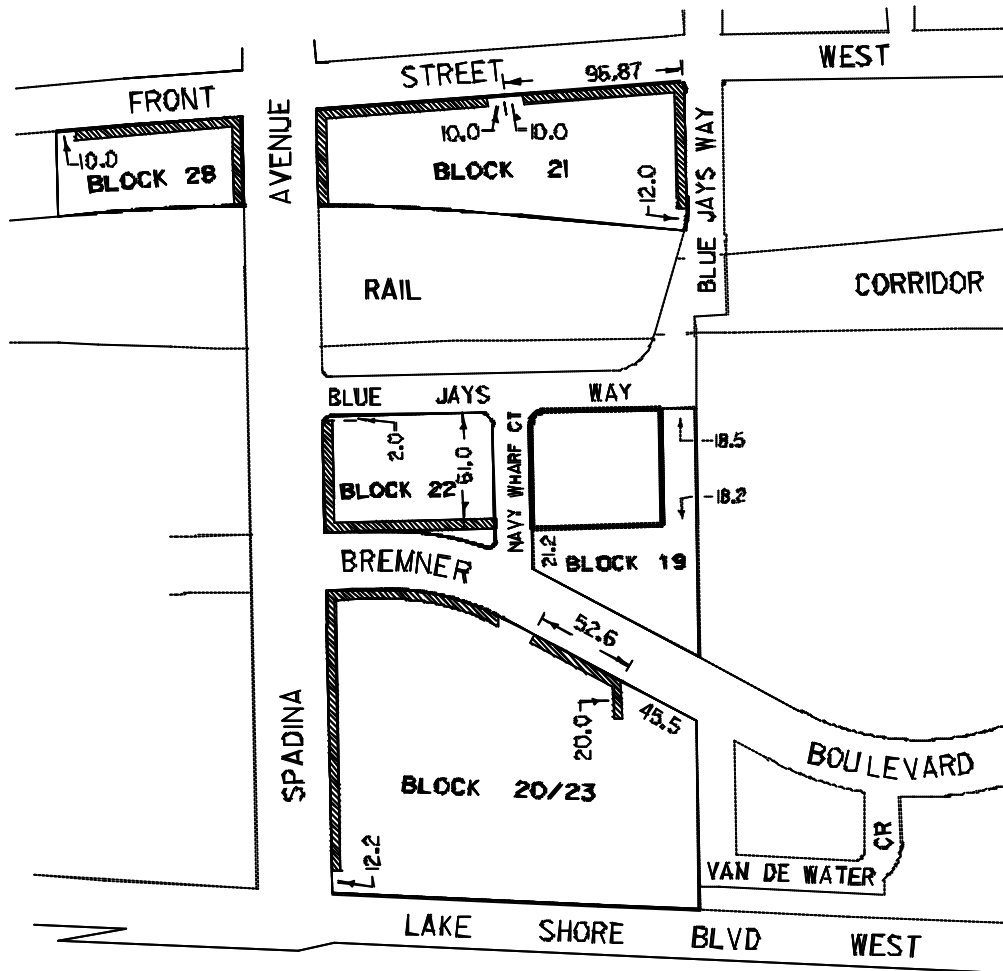 WEST
STREET
96.87
FRONT
AVENUE
10.0
10.0
10.0
BLOCK 28
BLOCK 21
12.0
BLUE JAYS WAY
RAIL
CORRIDOR
BLUE JAYS WAY
2.0
61.0
NAVY WHARF CT
18.5
BLOCK 22
18.2
21.2
BLOCK 19
BREMNER
52.6
45.5
20.0
SPADINA
BOULEVARD
BLOCK 20/23
12.2
CR
VAN DE WATER
LAKE SHORE BLVD WEST